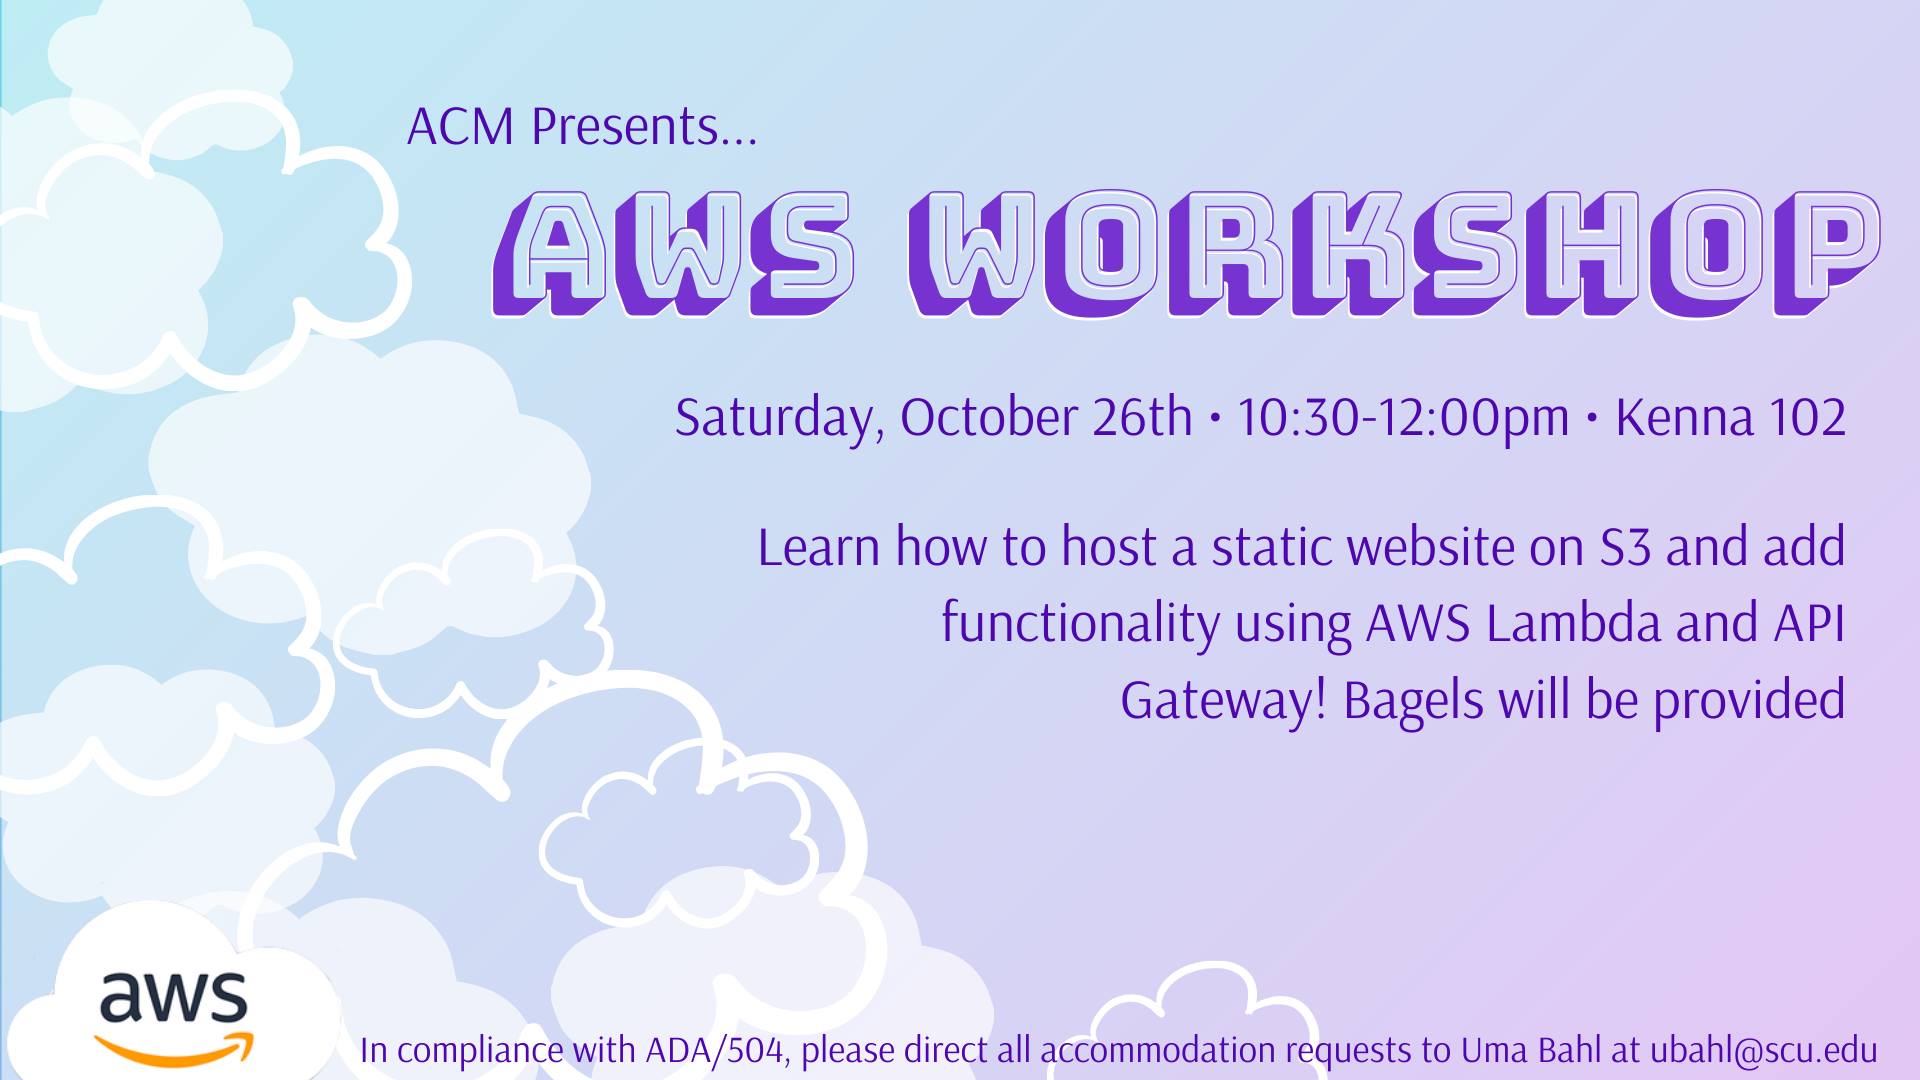 ACM Presents...
AWS WORKSHOP
Saturday, October 26th • 10:30-12:00pm • Kenna 102
Learn how to host a static website on S3 and add
functionality using AWS Lambda and API
Gateway! Bagels will be provided
aws
In compliance with ADA/504, please direct all accommodation requests to Uma Bahl at ubahl@scu.edu